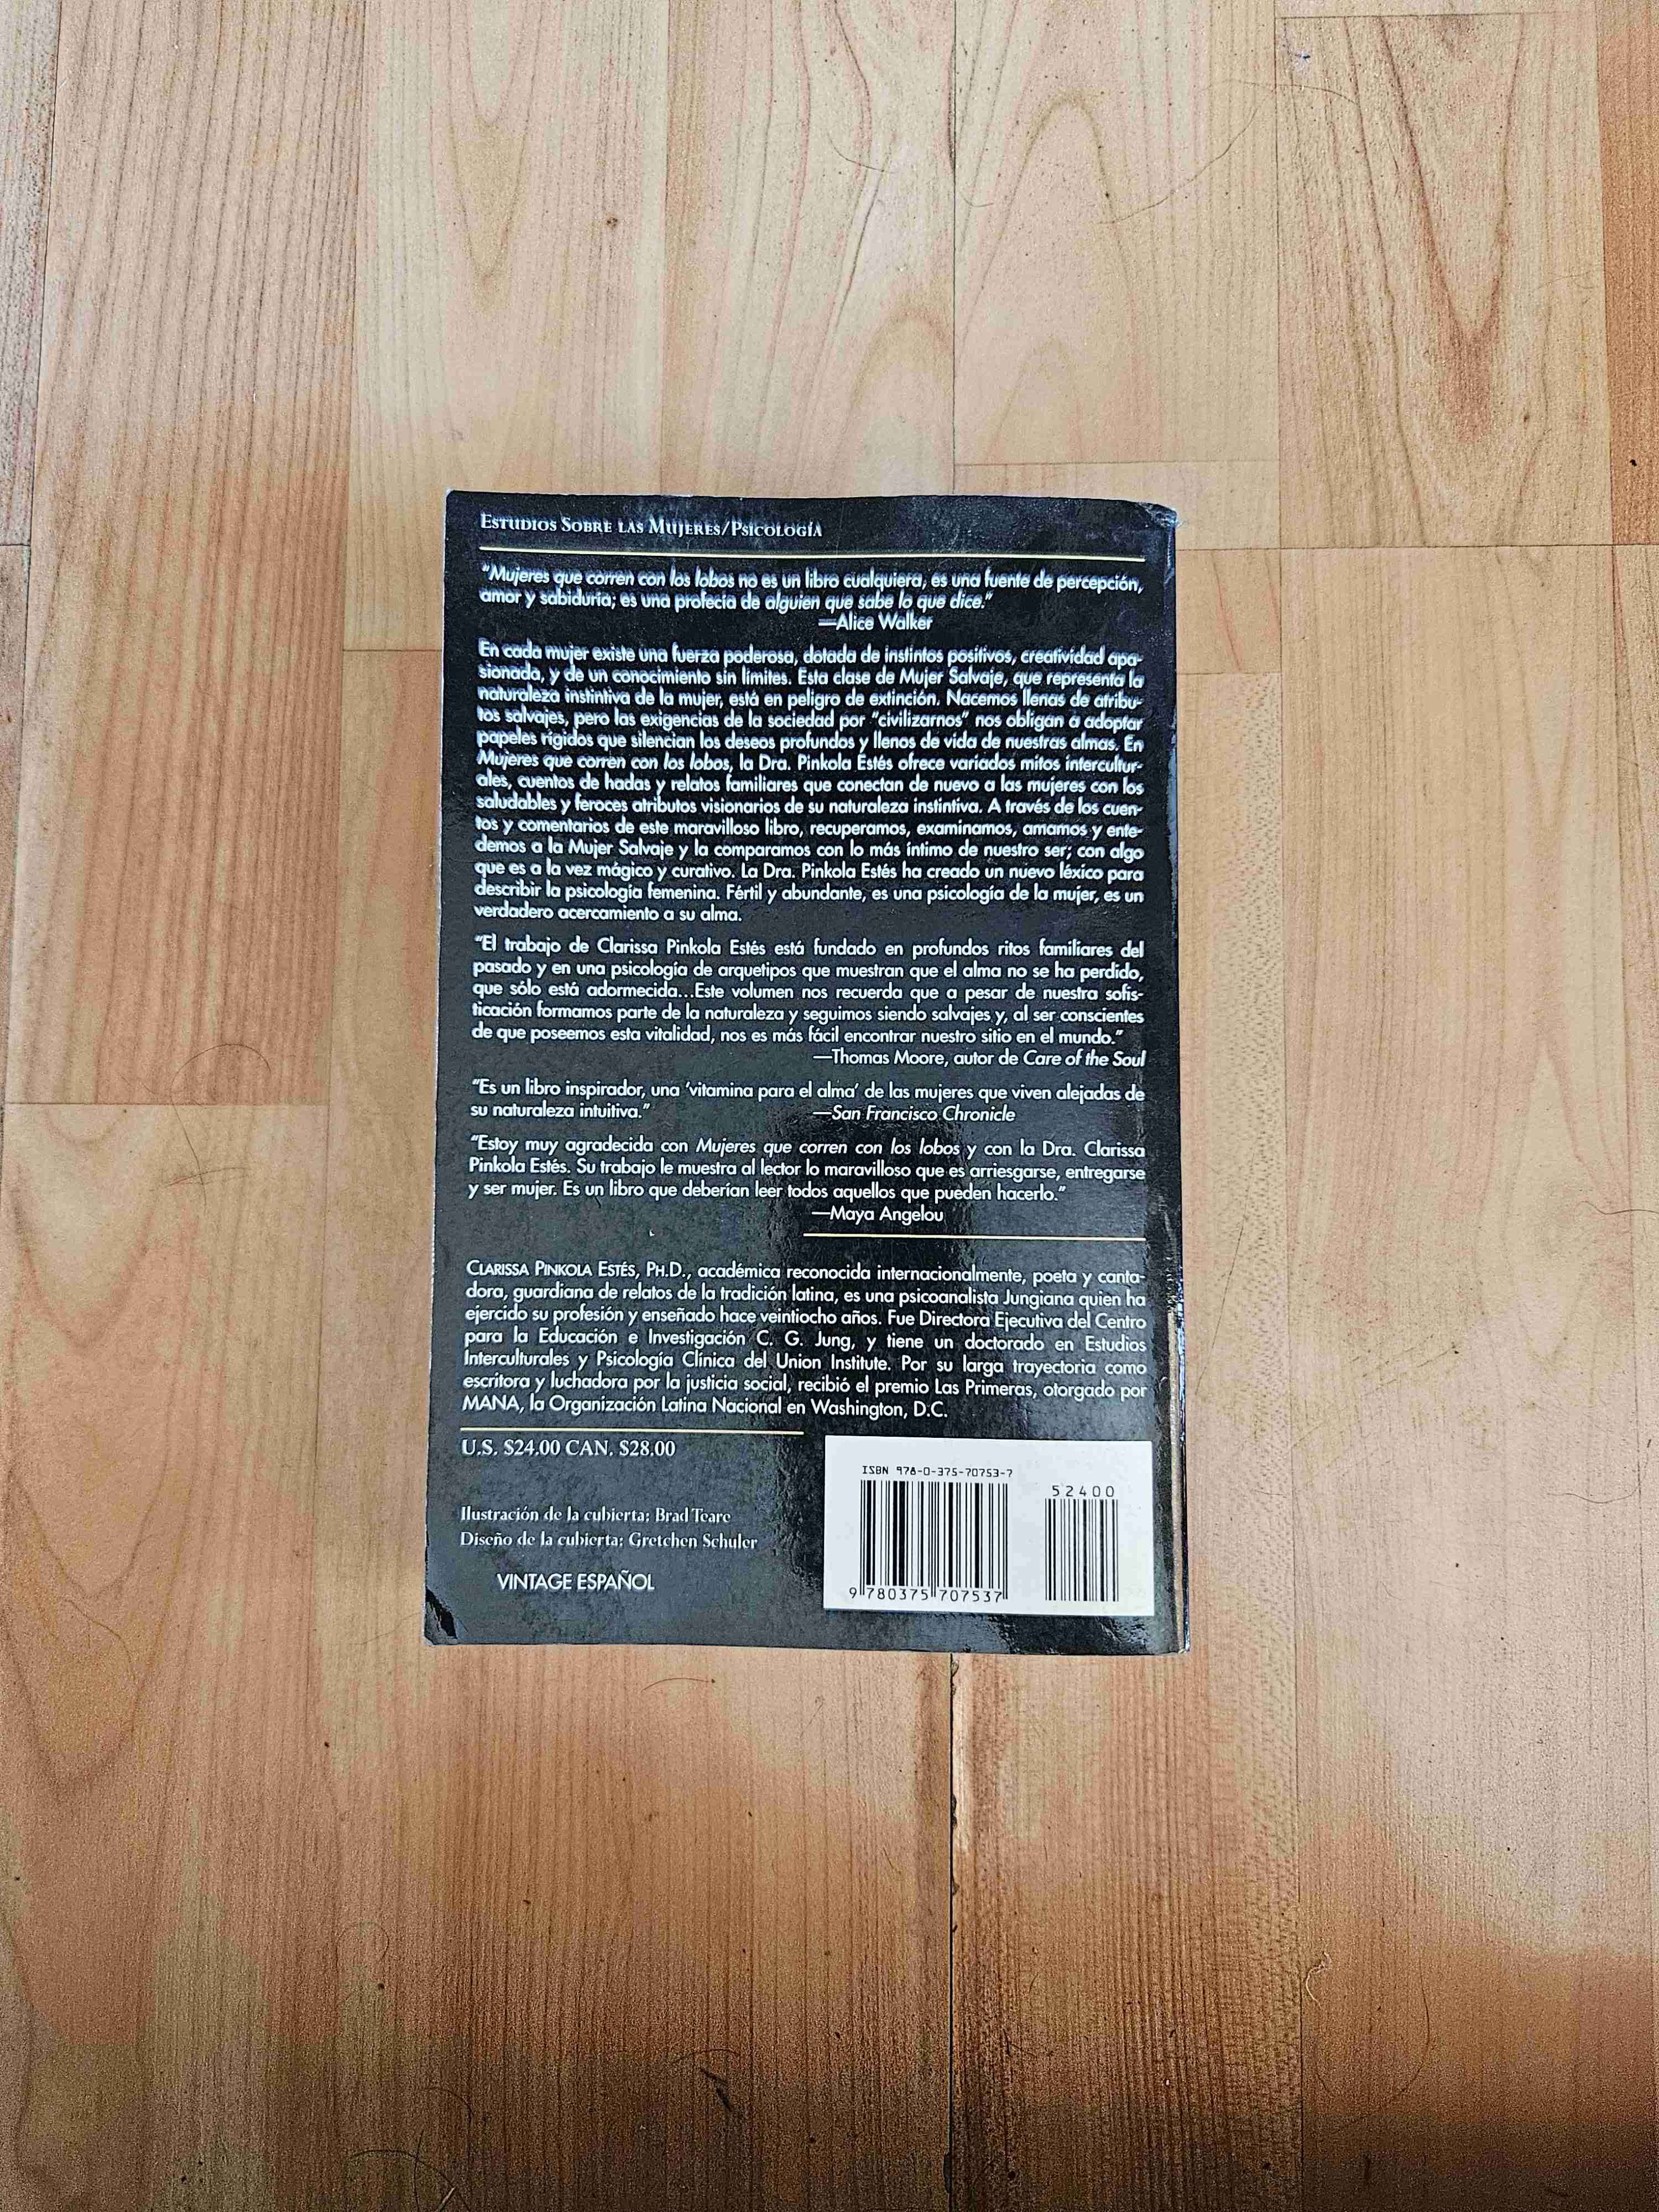 ESTUDIOS SOBRE LAS MUJERES/PSICOLOGÍA
"Mujeres que corren con los lobos no es un libro cualquiera, es una fuente de percepción,
amor y sabiduría; es una profecía de alguien que sabe lo que dice."
—Alice Walker
En cada mujer existe una fuerza poderosa, dotada de instintos positivos, creatividad apa-
sionada, y de un conocimiento sin límites. Esta clase de Mujer Salvaje, que representa la
naturaleza instintiva de la mujer, está en peligro de extinción. Nacemos llenas de atribu-
tos salvajes, pero las exigencias de la sociedad por "civilizarnos" nos obligan a adoptar
papeles rígidos que silencian los deseos profundos y llenos de vida de nuestras almas. En
Mujeres que corren con los lobos, la Dra. Pinkola Estés ofrece variados mitos intercultur-
ales, cuentos de hadas y relatos familiares que conectan de nuevo a las mujeres con los
saludables y feroces atributos visionarios de su naturaleza instintiva. A través de los cuen-
tos y comentarios de este maravilloso libro, recuperamos, examinamos, amamos y ente-
demos a la Mujer Salvaje y la comparamos con lo más íntimo de nuestro ser; con algo
que es a la vez mágico y curativo. La Dra. Pinkola Estés ha creado un nuevo léxico para
describir la psicología femenina. Fértil y abundante, es una psicología de la mujer, es un
verdadero acercamiento a su alma.
"El trabajo de Clarissa Pinkola Estés está fundado en profundos ritos familiares del
pasado y en una psicología de arquetipos que muestran que el alma no se ha perdido,
que sólo está adormecida...Este volumen nos recuerda que a pesar de nuestra sofis-
ticación formamos parte de la naturaleza y seguimos siendo salvajes y, al ser conscientes
de que poseemos esta vitalidad, nos es más fácil encontrar nuestro sitio en el mundo."
—Thomas Moore, autor de Care of the Soul
"Es un libro inspirador, una 'vitamina para el alma' de las mujeres que viven alejadas de
su naturaleza intuitiva." —San Francisco Chronicle
"Estoy muy agradecida con Mujeres que corren con los lobos y con la Dra. Clarissa
Pinkola Estés. Su trabajo le muestra al lector lo maravilloso que es arriesgarse, entregarse
y ser mujer. Es un libro que deberían leer todos aquellos que pueden hacerlo."
—Maya Angelou
CLARISSA PINKOLA ESTÉS, PH.D., académica reconocida internacionalmente, poeta y canta-
dora, guardiana de relatos de la tradición latina, es una psicoanalista Jungiana quien ha
ejercido su profesión y enseñado hace veintiocho años. Fue Directora Ejecutiva del Centro
para la Educación e Investigación C. G. Jung, y tiene un doctorado en Estudios
Interculturales y Psicología Clínica del Union Institute. Por su larga trayectoria como
escritora y luchadora por la justicia social, recibió el premio Las Primeras, otorgado por
MANA, la Organización Latina Nacional en Washington, D.C.
U.S. $24.00 CAN. $28.00
Ilustración de la cubierta: Brad Teare
Diseño de la cubierta: Gretchen Schuler
VINTAGE ESPAÑOL
ISBN 978-0-375-70753-7
52400
9 780375 707537